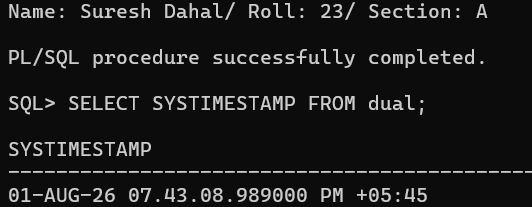 Name: Suresh Dahal/ Roll: 23/ Section: A
PL/SQL procedure successfully completed.
SQL> SELECT SYSTIMESTAMP FROM dual;
SYSTIMESTAMP
---------------------------------------------------------------------------
01-AUG-26 07.43.08.989000 PM +05:45